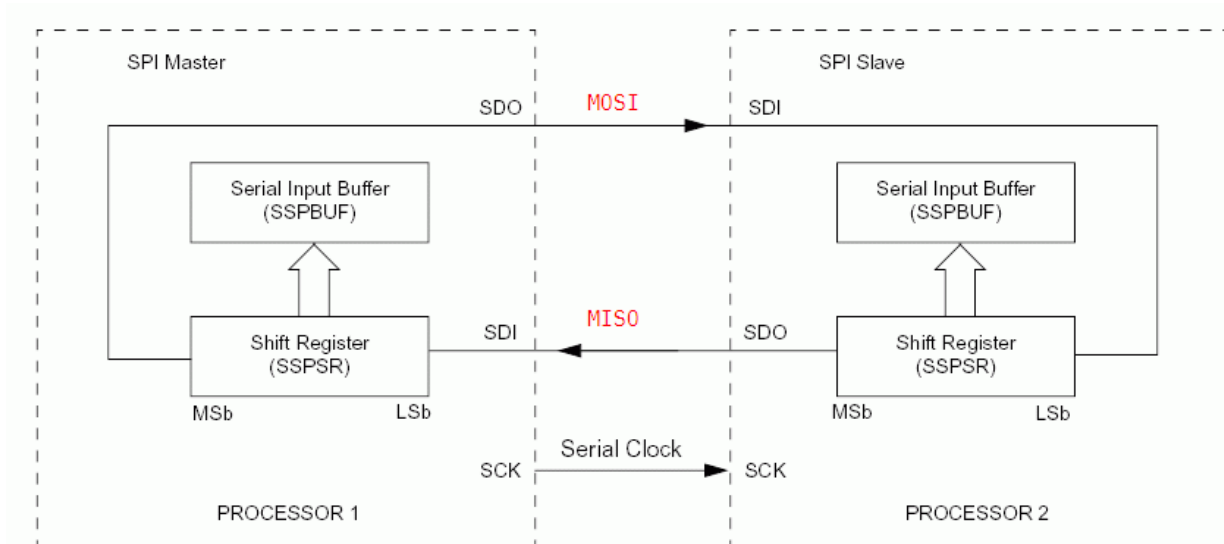 SPI Master
SPI Slave
SDO
MOSI
SDI
Serial Input Buffer
(SSPBUF)
Serial Input Buffer
(SSPBUF)
SDI
MISO
SDO
Shift Register
(SSPSR)
Shift Register
(SSPSR)
MSb
LSb
MSb
LSb
SCK
Serial Clock
SCK
PROCESSOR 1
PROCESSOR 2